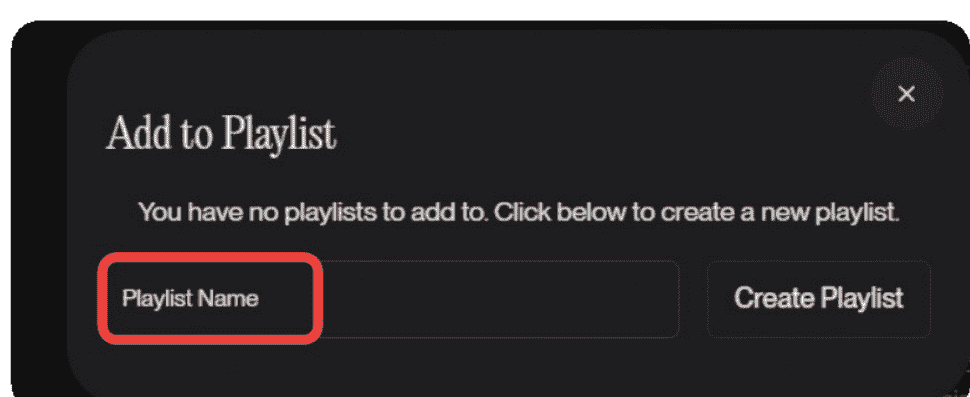 Add to Playlist
You have no playlists to add to. Click below to create a new playlist.
Playlist Name
Create Playlist